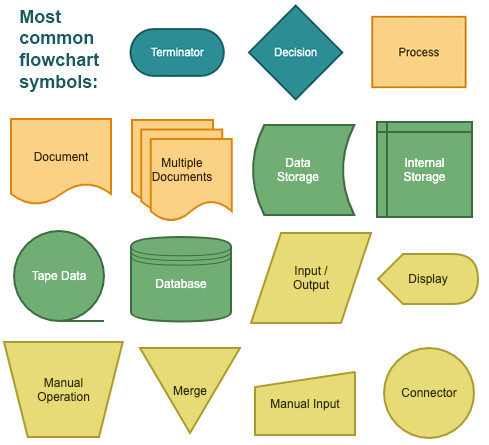 Most
common
flowchart
symbols:
Terminator
Decision
Process
Document
Multiple
Documents
Data
Storage
Internal
Storage
Tape Data
Database
Input /
Output
Display
Manual
Operation
Merge
Manual Input
Connector